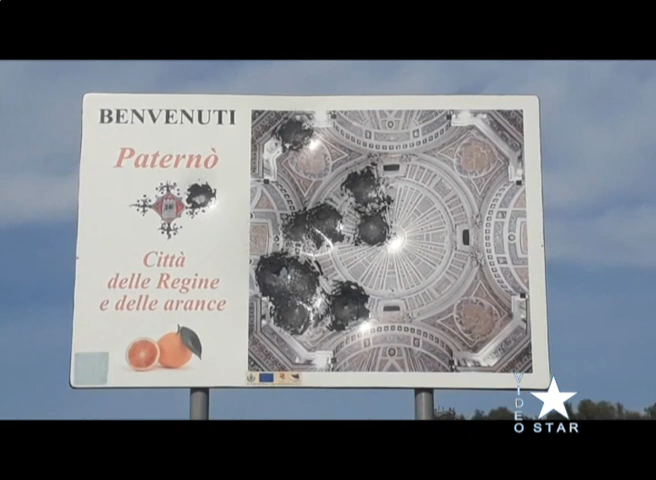 BENVENUTI
Paternò
Città
delle Regine
e delle arance
VIDEO STAR